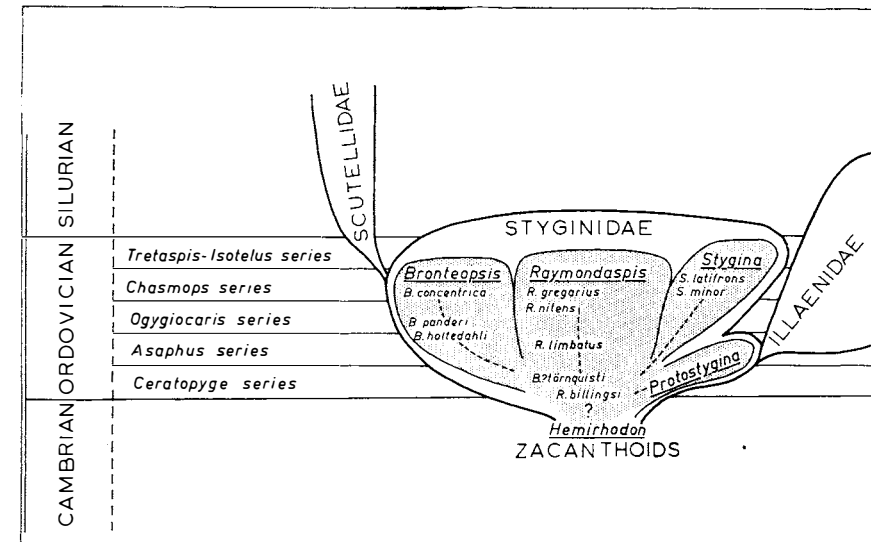 SILURIAN
ORDOVICIAN
CAMBRIAN
Tretaspis-Isotelus series
Chasmops series
Ogygiocaris series
Asaphus series
Ceratopyge series
SCUTELLIDAE
STYGINIDAE
ILLAENIDAE
Bronteopsis
B. concentrica
B. panderi
B. holtedahli
Raymondaspis
R. gregarius
R. nitens
R. limbatus
B.? törnquisti
R. billingsi
?
Stygina
S. latifrons
S. minor
Protostygina
Hemirhodon
ZACANTHOIDS